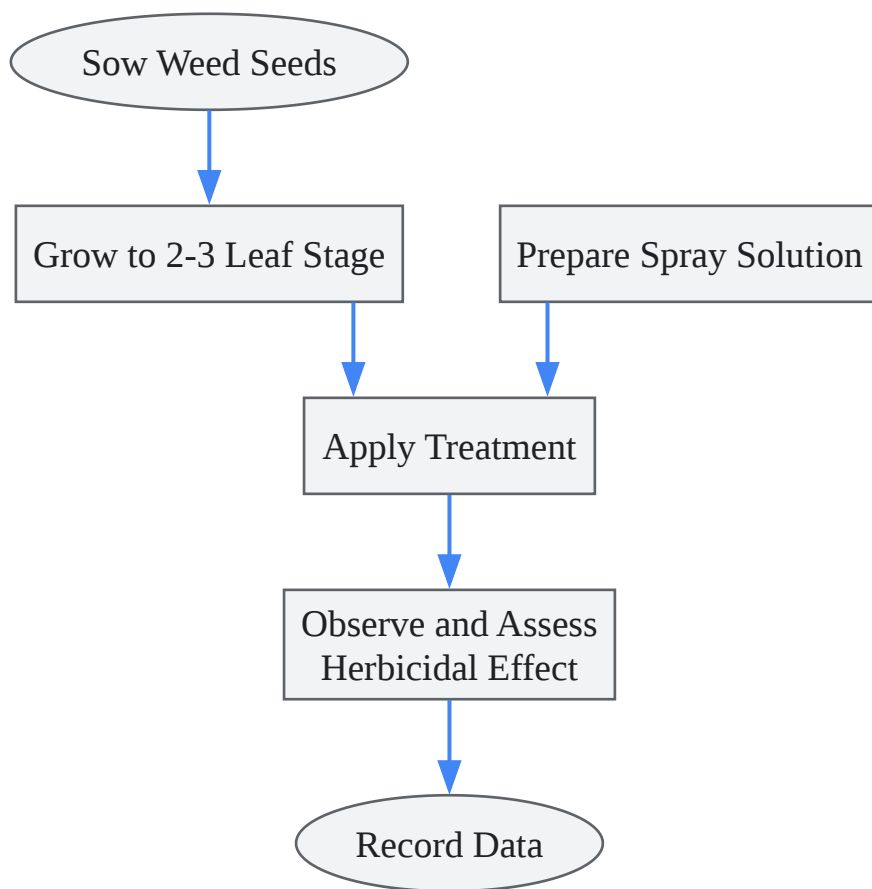 Sow Weed Seeds
Grow to 2-3 Leaf Stage
Prepare Spray Solution
Apply Treatment
Observe and Assess
Herbicidal Effect
Record Data